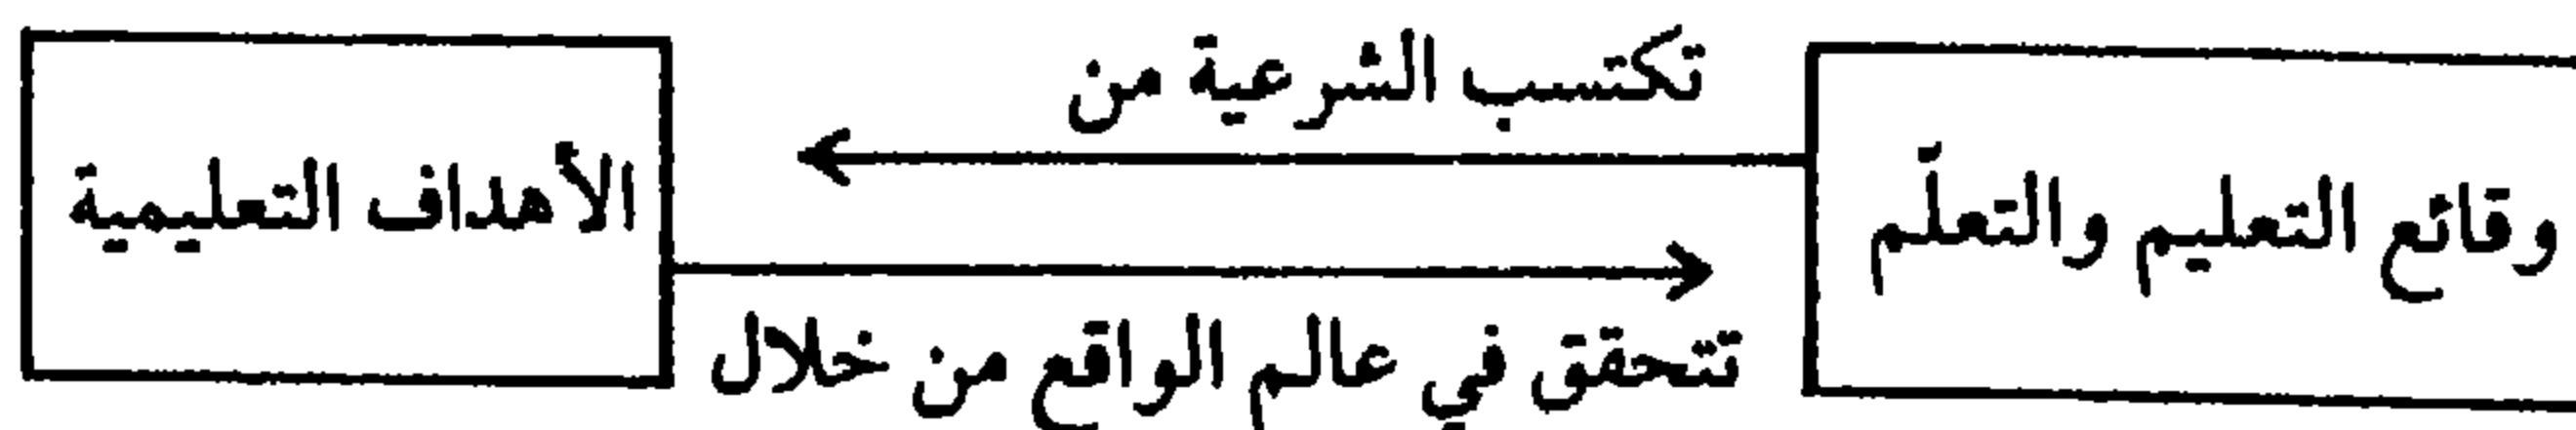 تكتسب الشرعية من
وقائع التعليم والتعلّم
الأهداف التعليمية
تتحقق في عالم الواقع من خلال